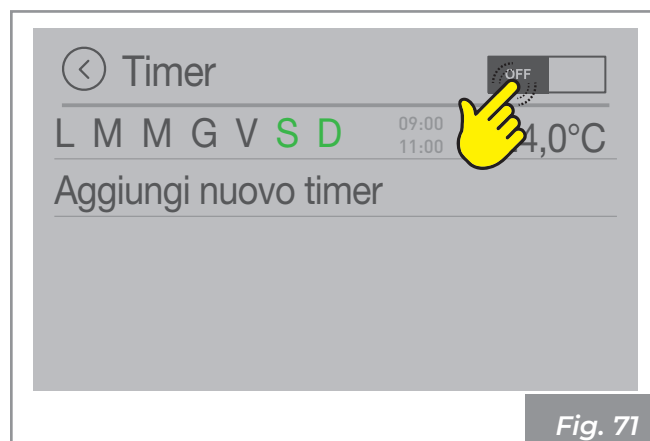 Timer
OFF
L M M G V S D
09:00
11:00
4,0°C
Aggiungi nuovo timer
Fig. 71